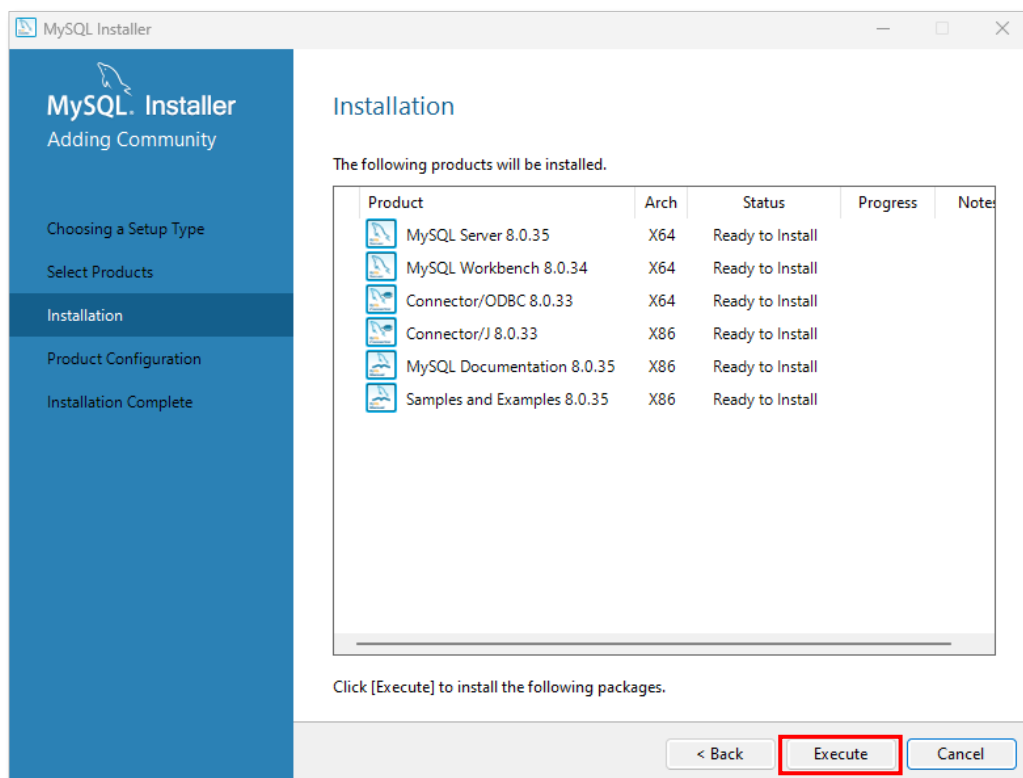 MySQL Installer
MySQL. Installer
Adding Community
Choosing a Setup Type
Select Products
Installation
Product Configuration
Installation Complete
Installation
The following products will be installed.
Product Arch Status Progress Notes
MySQL Server 8.0.35 X64 Ready to Install
MySQL Workbench 8.0.34 X64 Ready to Install
Connector/ODBC 8.0.33 X64 Ready to Install
Connector/J 8.0.33 X86 Ready to Install
MySQL Documentation 8.0.35 X86 Ready to Install
Samples and Examples 8.0.35 X86 Ready to Install
Click [Execute] to install the following packages.
< Back Execute Cancel